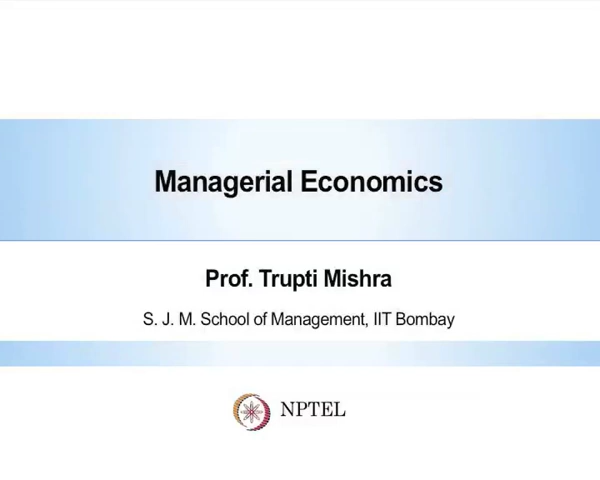 Managerial Economics
Prof. Trupti Mishra
S. J. M. School of Management, IIT Bombay
NPTEL